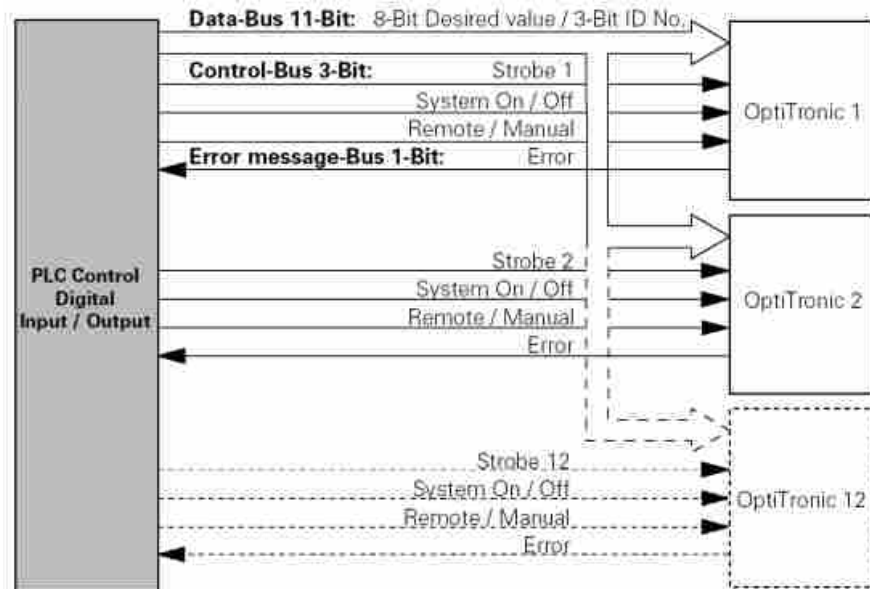 Data-Bus 11-Bit: 8-Bit Desired value / 3-Bit ID No.
Control-Bus 3-Bit: Strobe 1
System On / Off
Remote / Manual
Error message-Bus 1-Bit: Error
OptiTronic 1
PLC Control
Digital
Input / Output
Strobe 2
System On / Off
Remote / Manual
Error
OptiTronic 2
Strobe 12
System On / Off
Remote / Manual
Error
OptiTronic 12